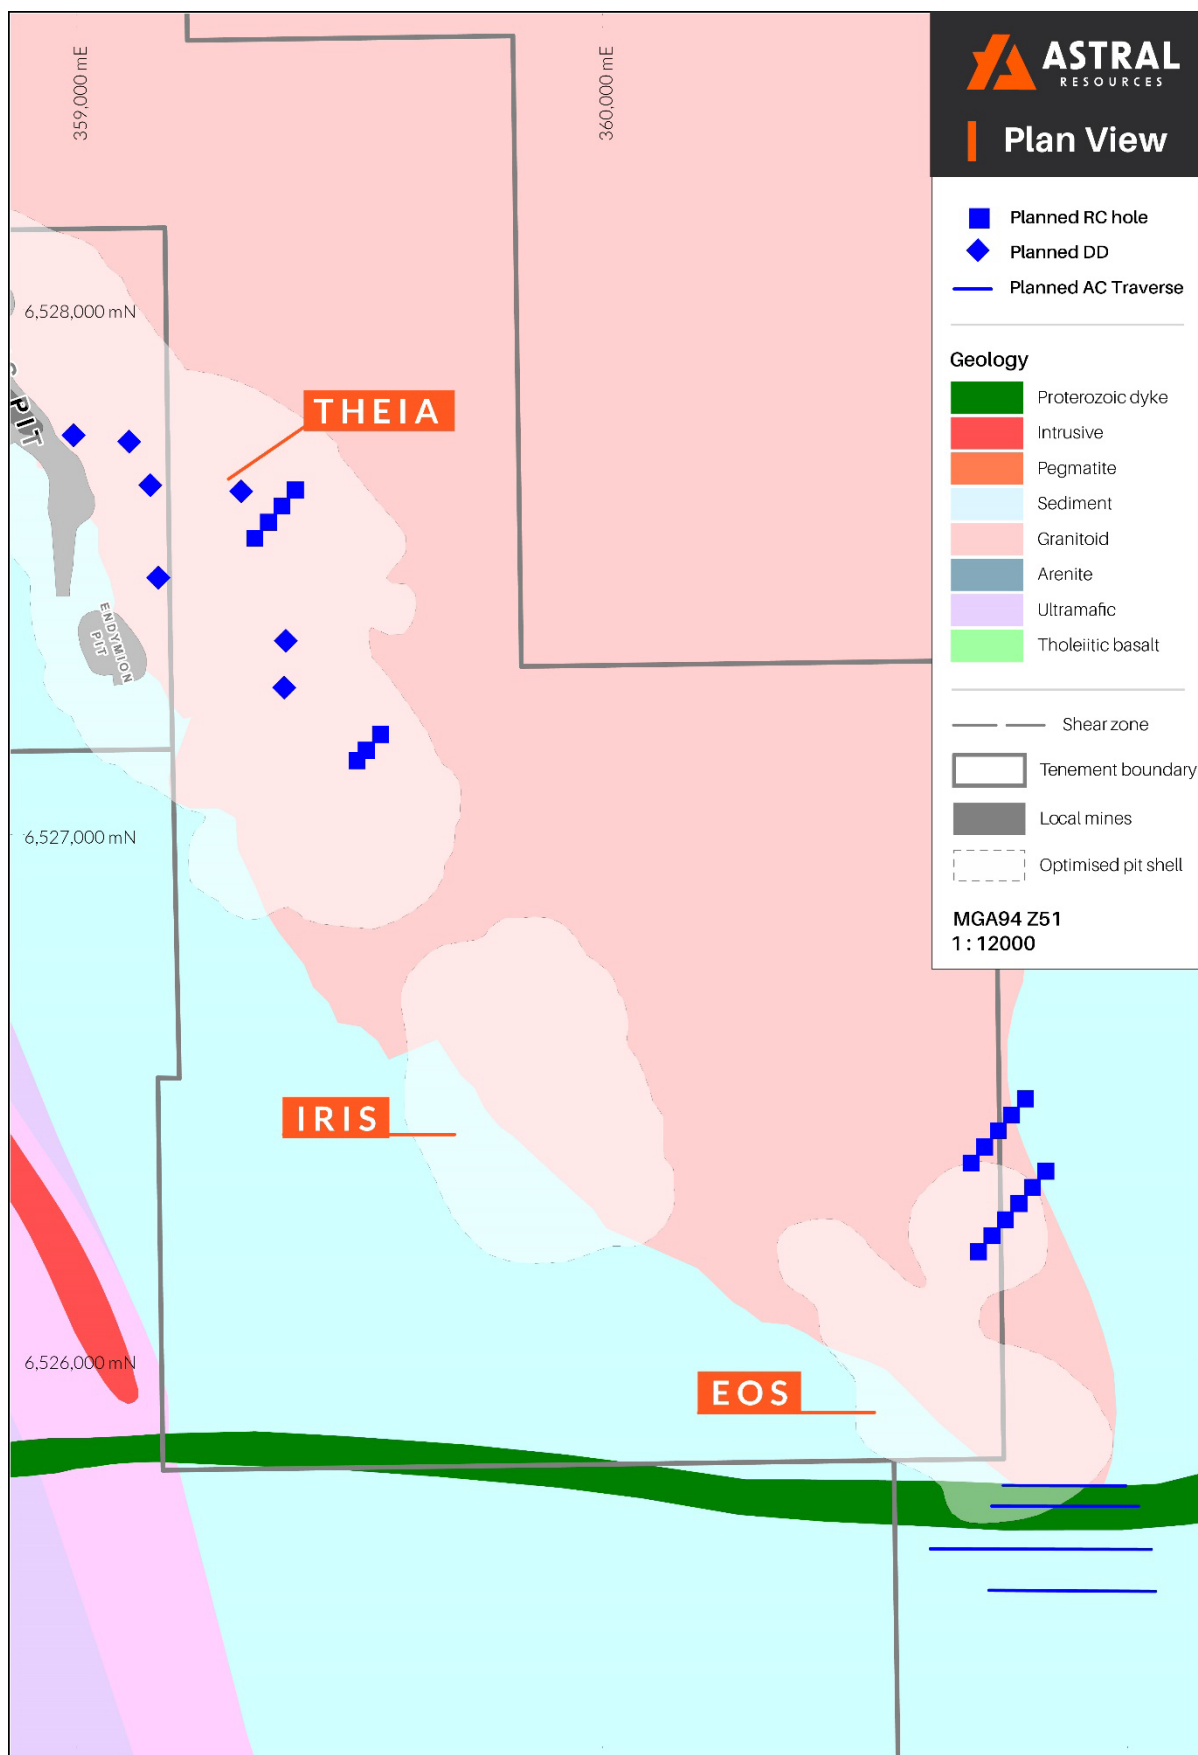 359,000 mE
360,000 mE
ASTRAL
RESOURCES
Plan View
Planned RC hole
Planned DD
Planned AC Traverse
Geology
Proterozoic dyke
Intrusive
Pegmatite
Sediment
Granitoid
Arenite
Ultramafic
Tholeiitic basalt
Shear zone
Tenement boundary
Local mines
Optimised pit shell
MGA94 Z51
1 : 12000
6,528,000 mN
THEIA
PIT
ENDYMION
PIT
6,527,000 mN
IRIS
6,526,000 mN
EOS